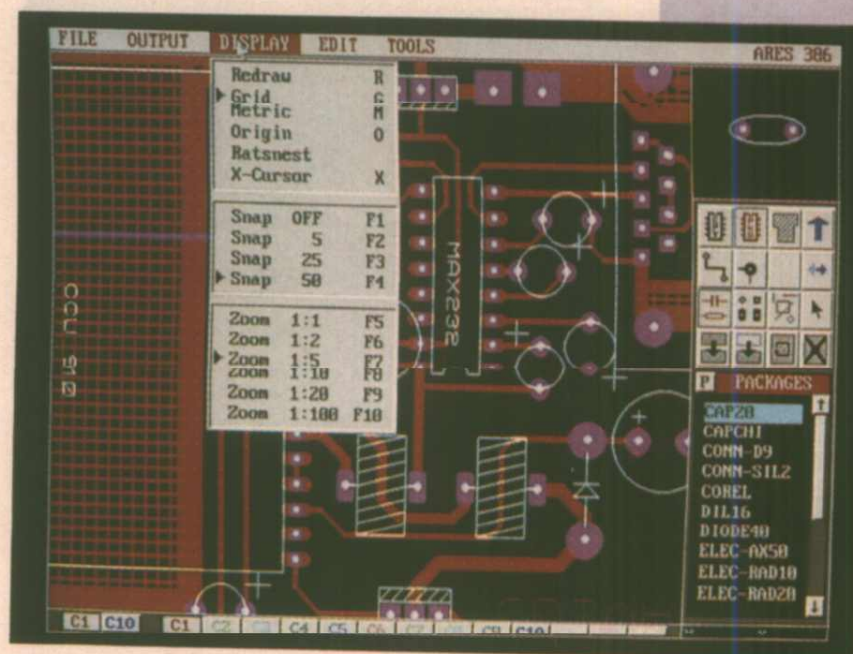 FILE OUTPUT DISPLAY EDIT TOOLS ARES 386
Redraw R
Grid G
Metric M
Origin O
Ratsnest
X-Cursor X
Snap OFF F1
Snap 5 F2
Snap 25 F3
Snap 50 F4
Zoom 1:1 F5
Zoom 1:2 F6
Zoom 1:5 F7
Zoom 1:10 F8
Zoom 1:20 F9
Zoom 1:100 F10
MAX232
P PACKAGES
CAP20
CAPCHI
CONN-D9
CONN-SIL2
COREL
DIL16
DIODE40
ELEC-AX50
ELEC-RAD10
ELEC-RAD20
C1 C10 C1 C2 C3 C4 C5 C6 C7 C8 C9 C10